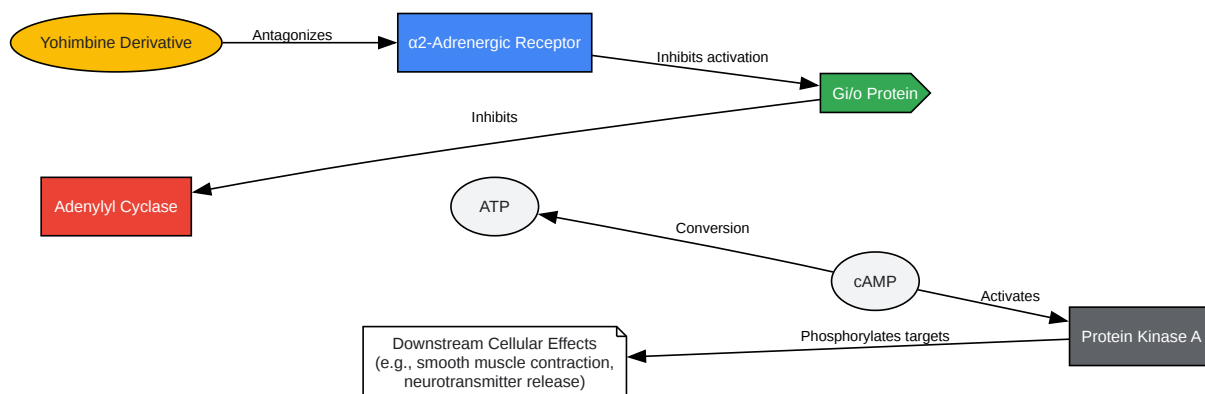 Yohimbine Derivative
Antagonizes
α2-Adrenergic Receptor
Inhibits activation
Gi/o Protein
Inhibits
Adenylyl Cyclase
ATP
Conversion
cAMP
Activates
Protein Kinase A
Phosphorylates targets
Downstream Cellular Effects
(e.g., smooth muscle contraction,
neurotransmitter release)